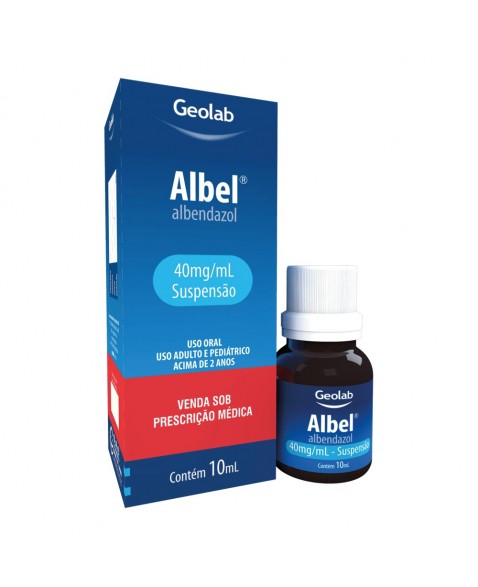 Geolab
Albel®
albendazol
40mg/mL
Suspensão
USO ORAL
USO ADULTO E PEDIÁTRICO
ACIMA DE 2 ANOS
VENDA SOB
PRESCRIÇÃO MÉDICA
Contém 10mL
Geolab
Albel®
albendazol
40mg/mL - Suspensão
Contém 10mL